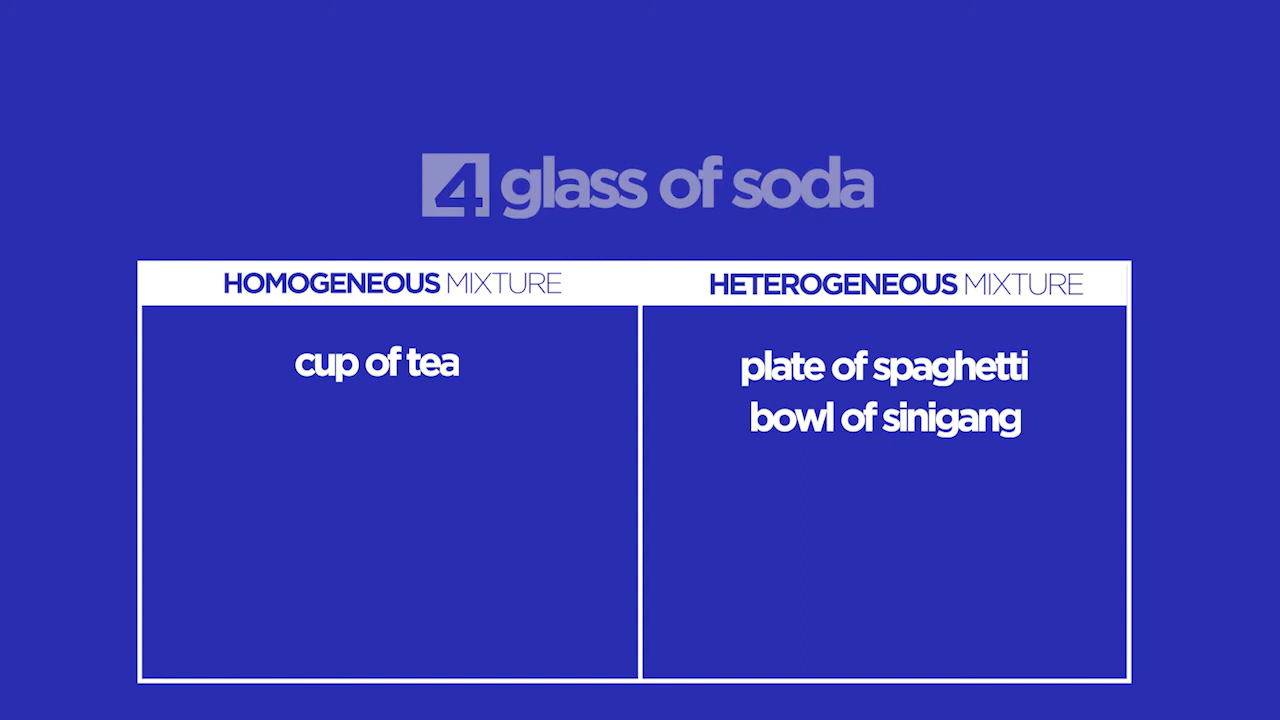 4 glass of soda
HOMOGENEOUS MIXTURE
HETEROGENEOUS MIXTURE
cup of tea
plate of spaghetti
bowl of sinigang